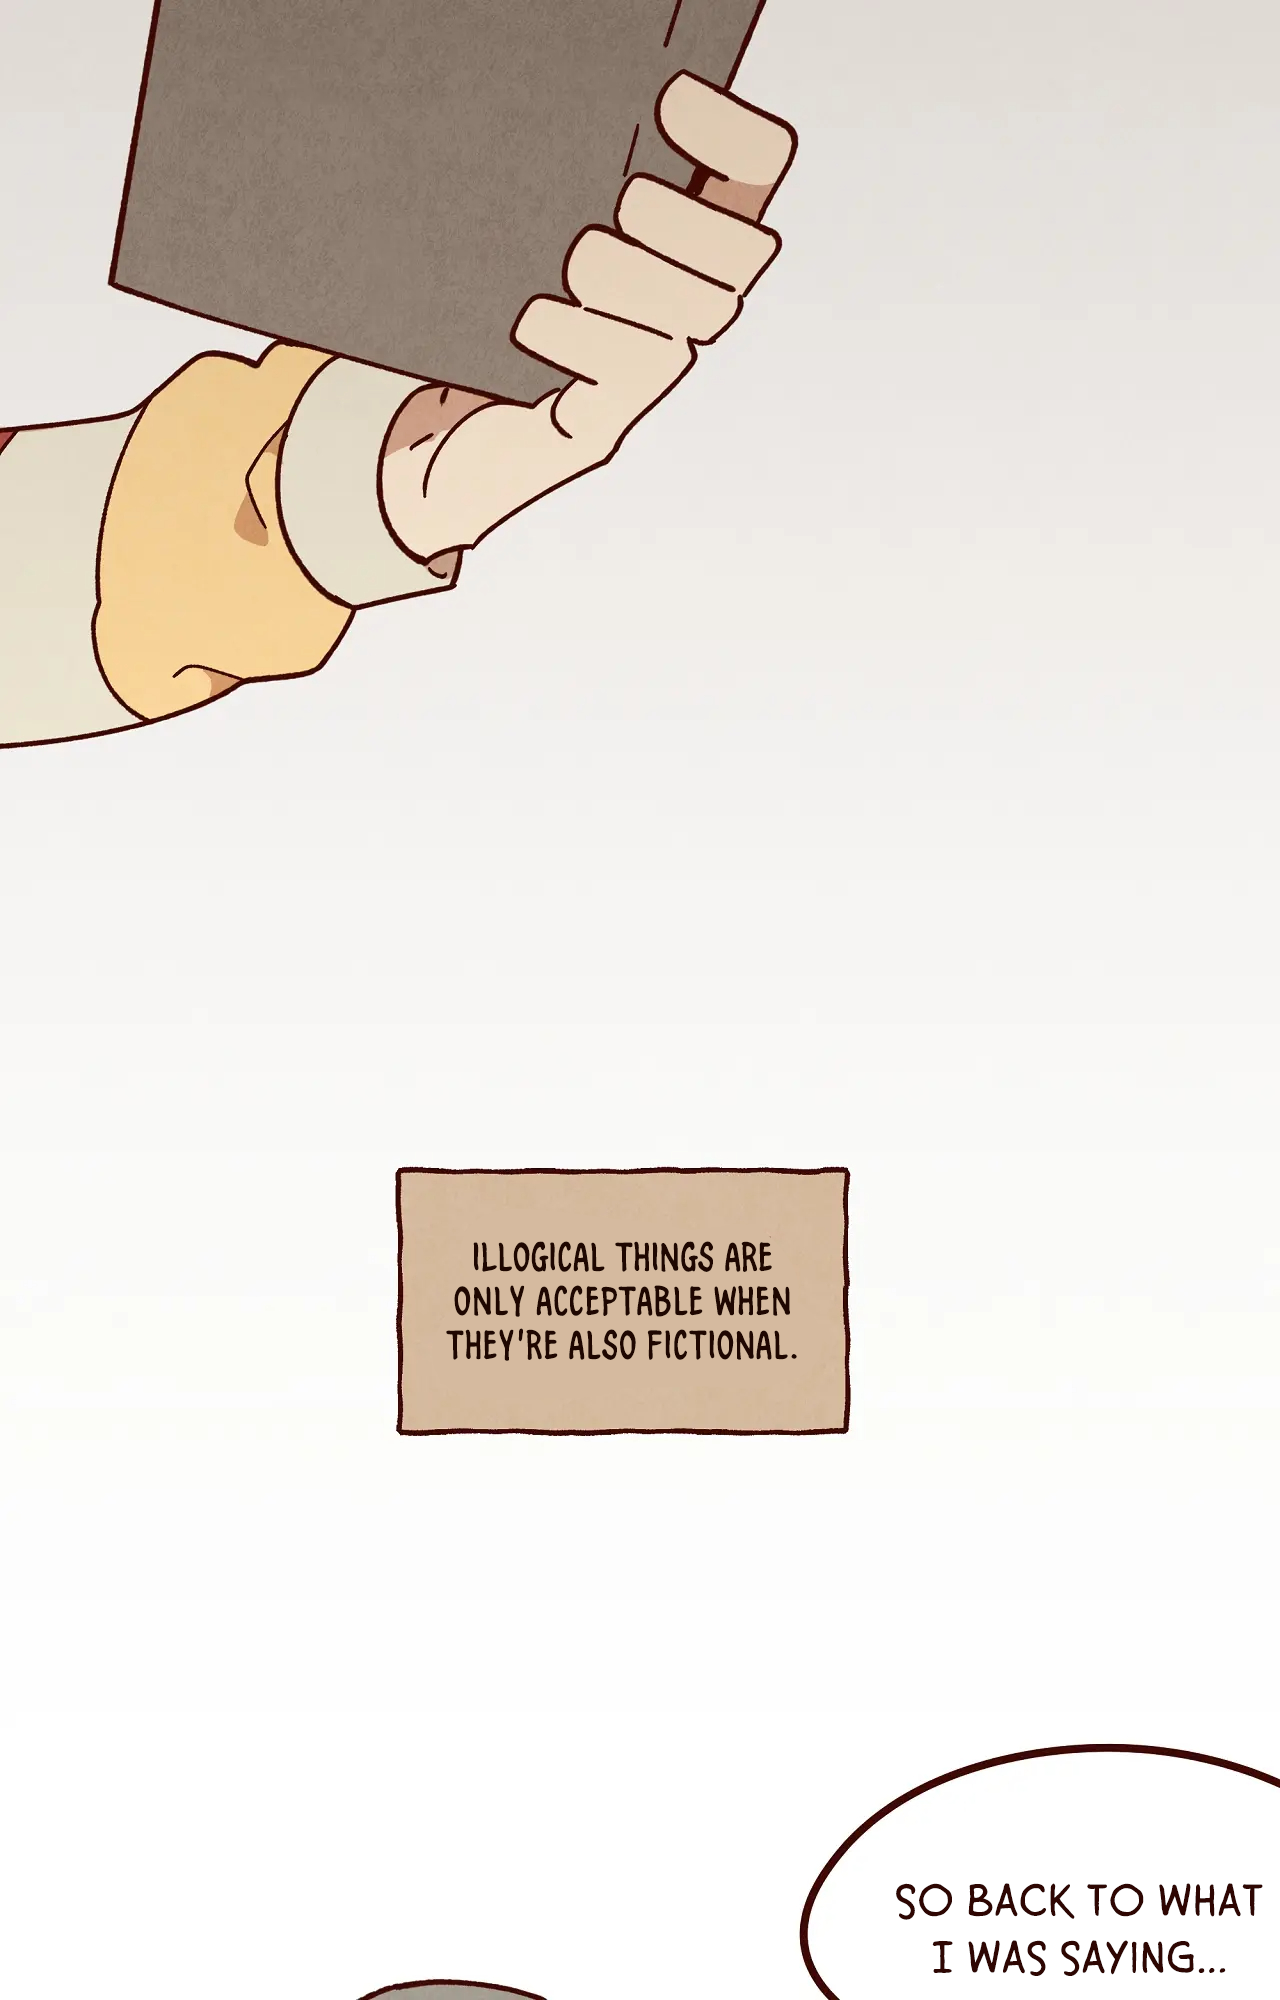 ILLOGICAL THINGS ARE
ONLY ACCEPTABLE WHEN
THEY'RE ALSO FICTIONAL.
SO BACK TO WHAT
I WAS SAYING...